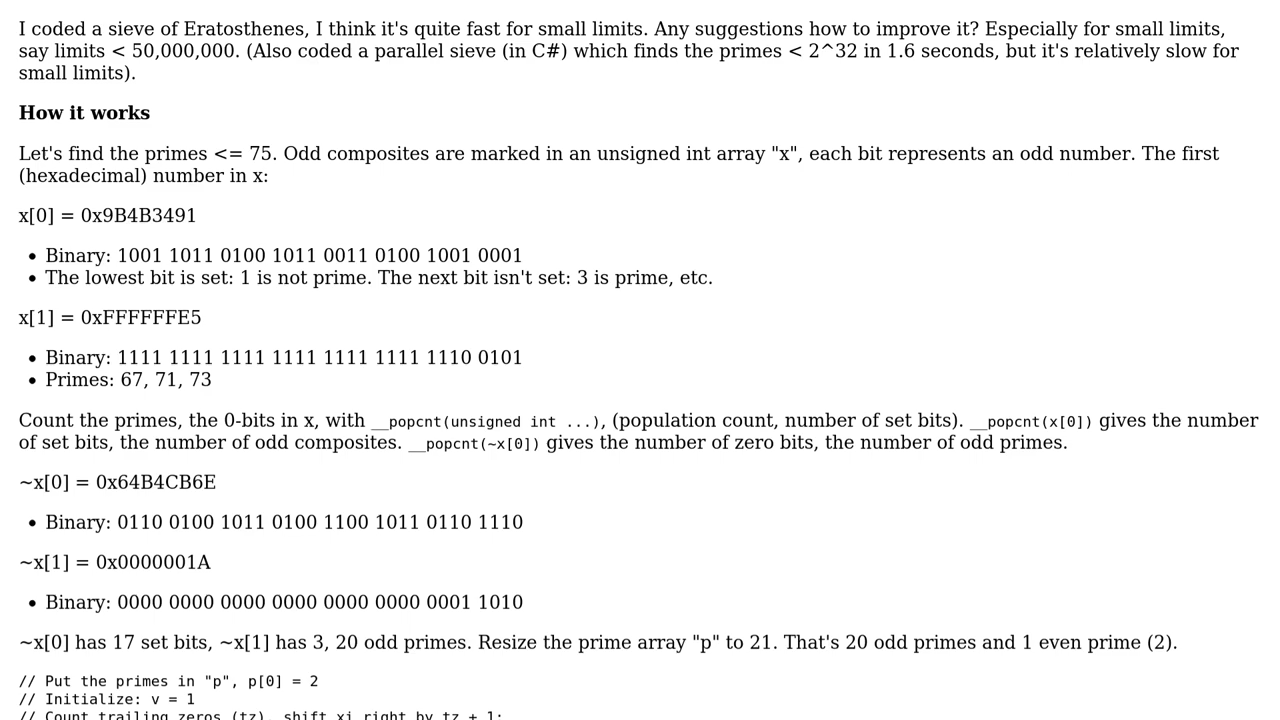 I coded a sieve of Eratosthenes, I think it's quite fast for small limits. Any suggestions how to improve it? Especially for small limits,
say limits < 50,000,000. (Also coded a parallel sieve (in C#) which finds the primes < 2^32 in 1.6 seconds, but it's relatively slow for
small limits).
How it works
Let's find the primes <= 75. Odd composites are marked in an unsigned int array "x", each bit represents an odd number. The first
(hexadecimal) number in x:
x[0] = 0x9B4B3491
• Binary: 1001 1011 0100 1011 0011 0100 1001 0001
• The lowest bit is set: 1 is not prime. The next bit isn't set: 3 is prime, etc.
x[1] = 0xFFFFFFE5
• Binary: 1111 1111 1111 1111 1111 1111 1110 0101
• Primes: 67, 71, 73
Count the primes, the 0-bits in x, with __popcnt(unsigned int ...), (population count, number of set bits). __popcnt(x[0]) gives the number
of set bits, the number of odd composites. __popcnt(~x[0]) gives the number of zero bits, the number of odd primes.
~x[0] = 0x64B4CB6E
• Binary: 0110 0100 1011 0100 1100 1011 0110 1110
~x[1] = 0x0000001A
• Binary: 0000 0000 0000 0000 0000 0000 0001 1010
~x[0] has 17 set bits, ~x[1] has 3, 20 odd primes. Resize the prime array "p" to 21. That's 20 odd primes and 1 even prime (2).
// Put the primes in "p", p[0] = 2
// Initialize: v = 1
// Count trailing zeros (tz), shift xi right by tz + 1;